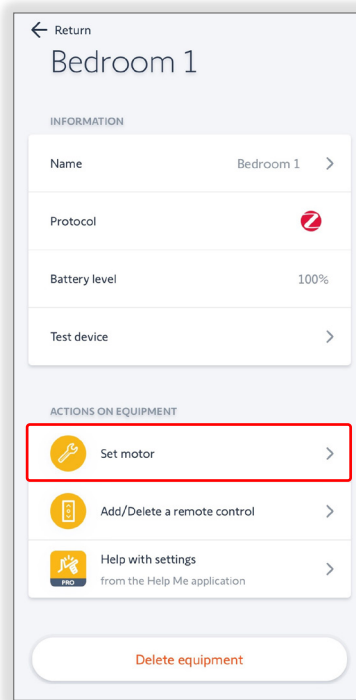 Return
Bedroom 1
INFORMATION
Name Bedroom 1
Protocol
Battery level 100%
Test device
ACTIONS ON EQUIPMENT
Set motor
Add/Delete a remote control
Help with settings
PRO from the Help Me application
Delete equipment